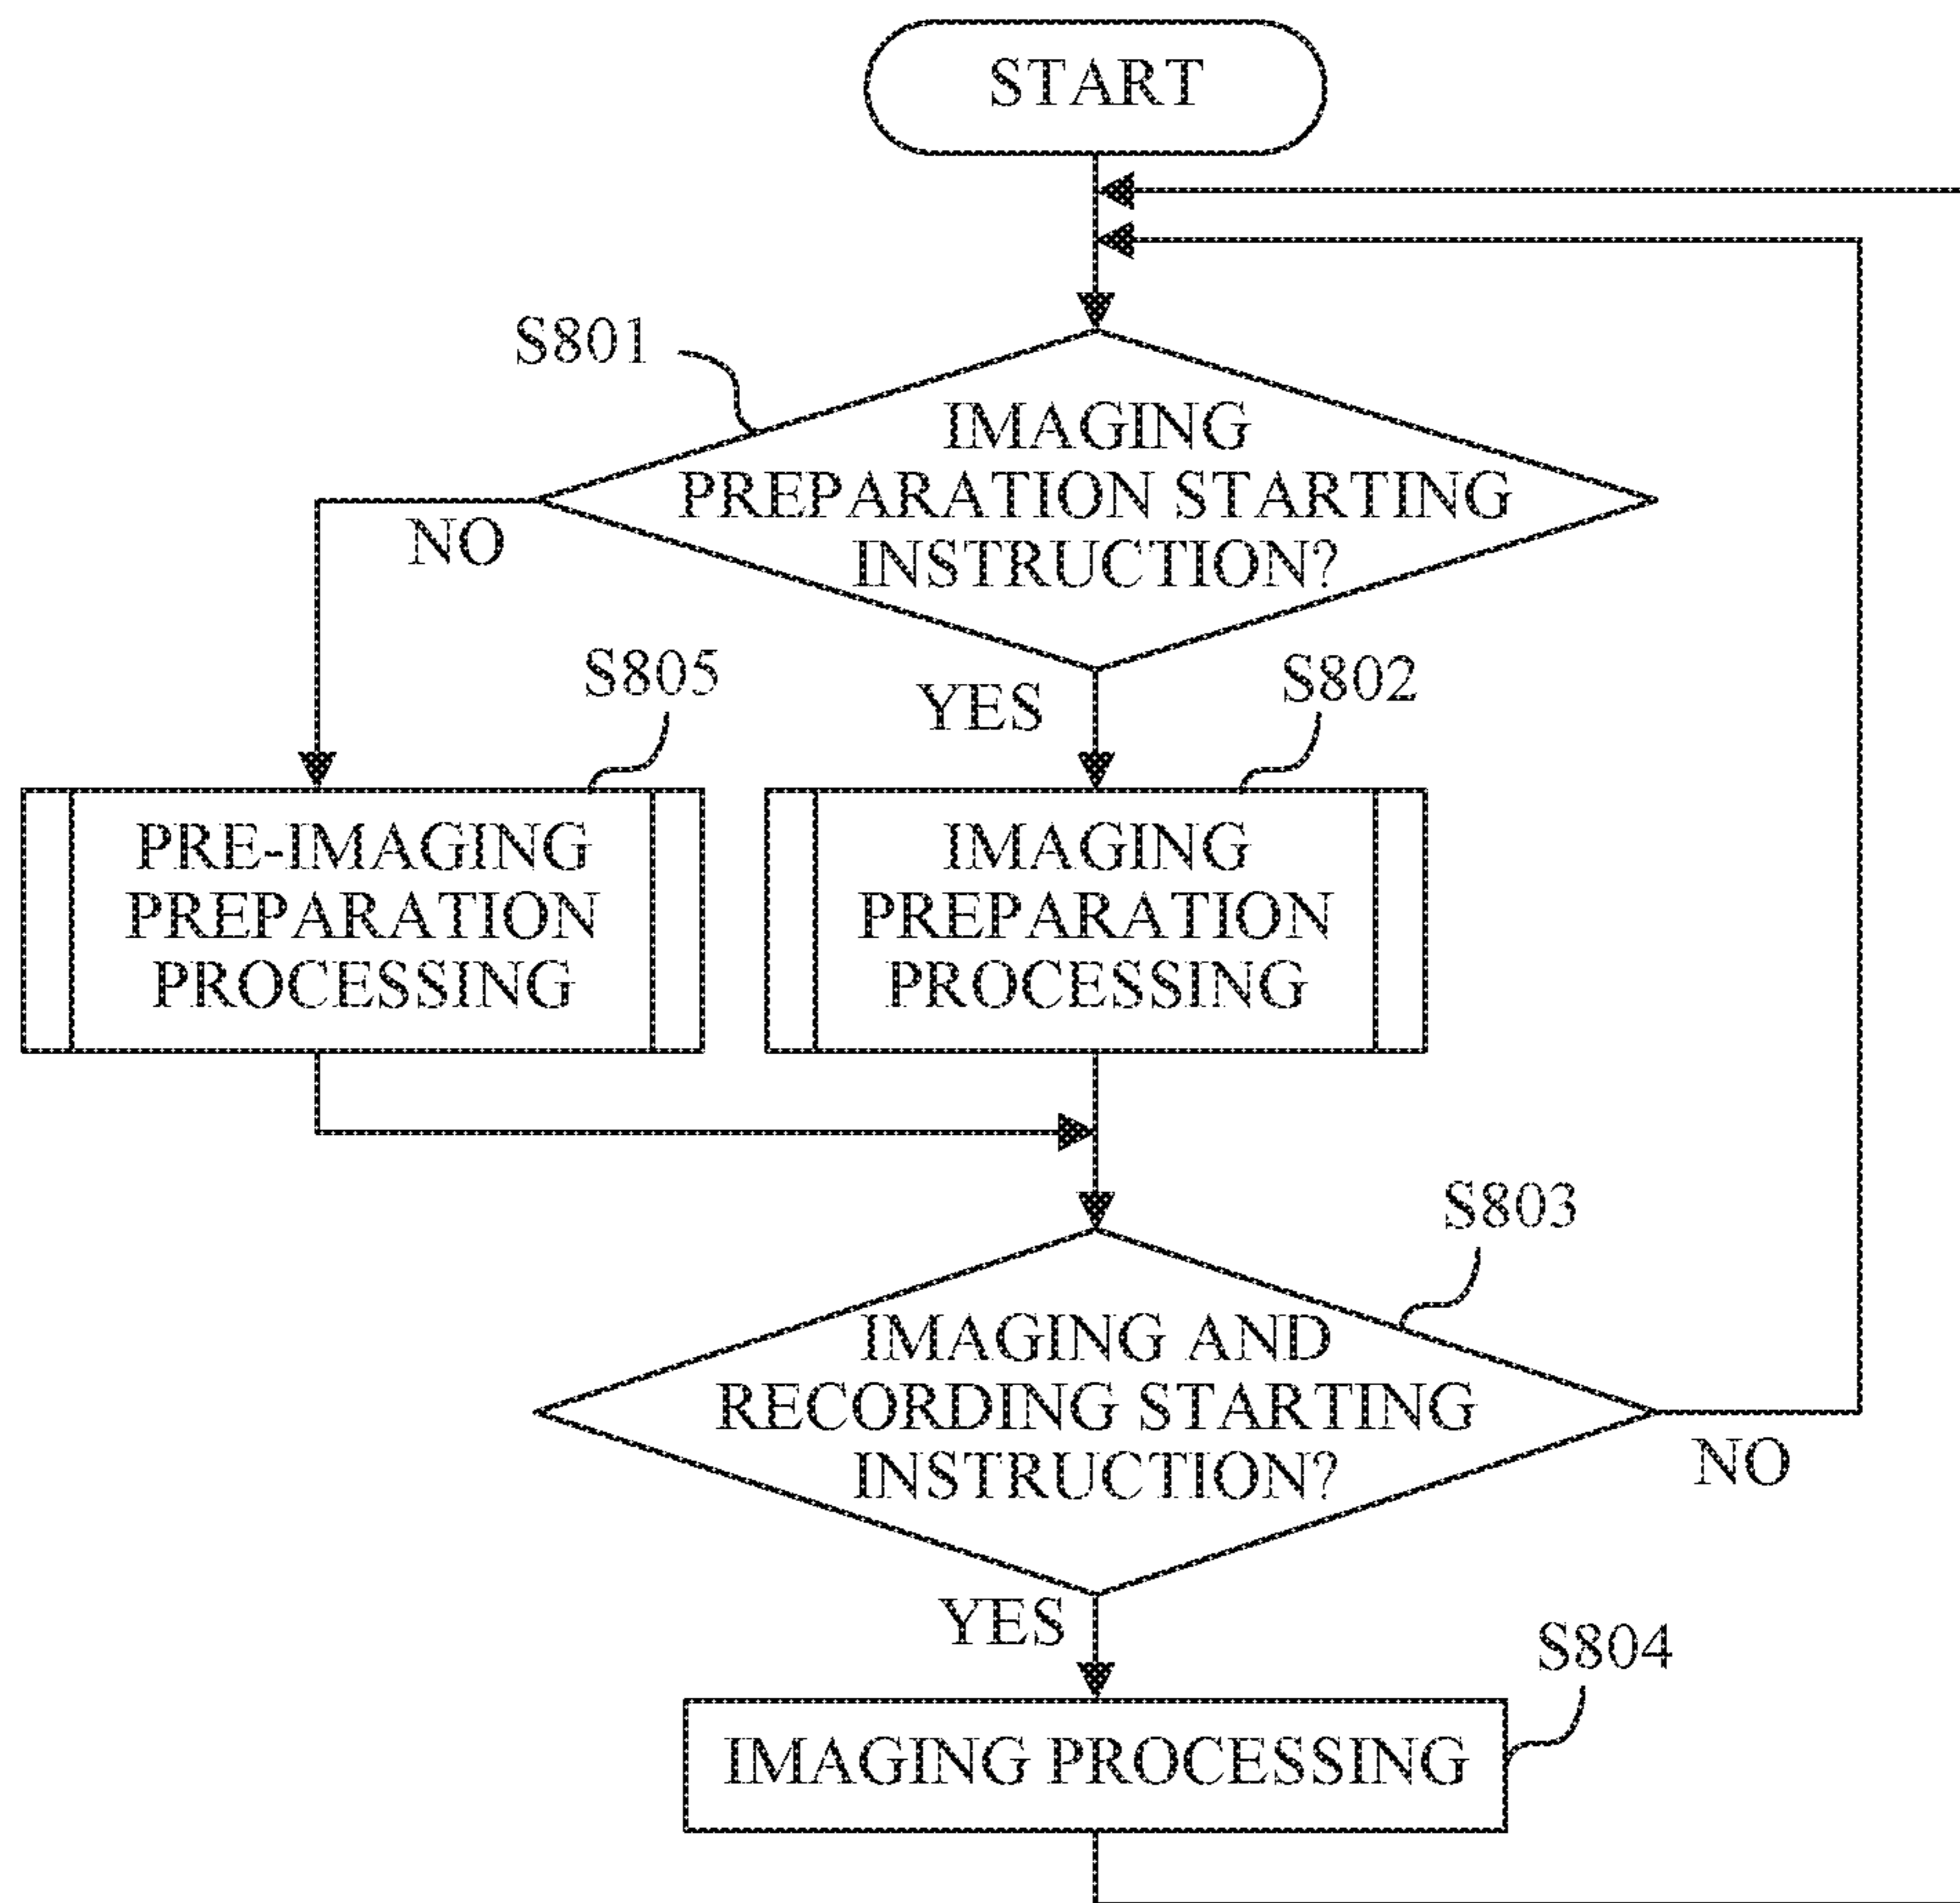 START
S801
IMAGING
PREPARATION STARTING
INSTRUCTION?
NO
YES
S805
S802
PRE-IMAGING
PREPARATION
PROCESSING
IMAGING
PREPARATION
PROCESSING
S803
IMAGING AND
RECORDING STARTING
INSTRUCTION?
NO
YES
S804
IMAGING PROCESSING